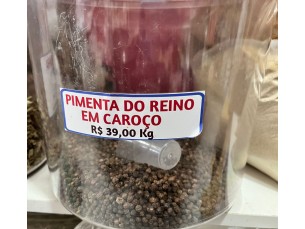 PIMENTA DO REINO
EM CAROÇO
R$ 39,00 Kg